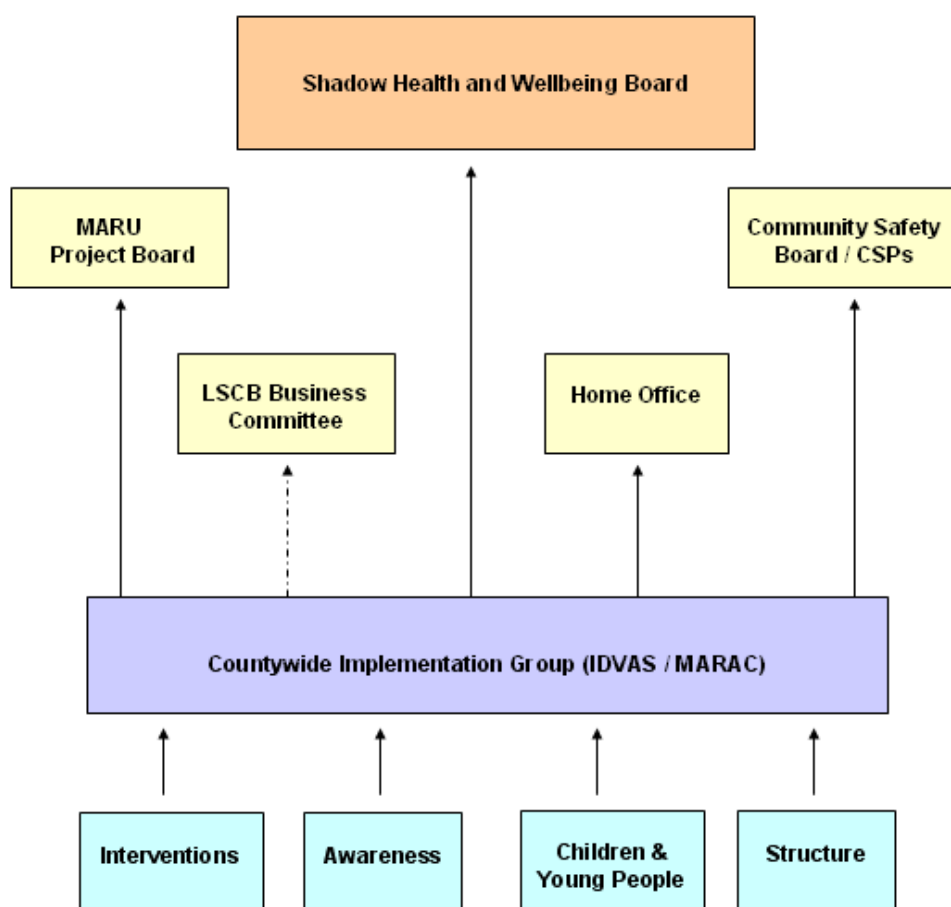 Shadow Health and Wellbeing Board
MARU
Project Board
Community Safety
Board / CSPs
LSCB Business
Committee
Home Office
Countywide Implementation Group (IDVAS / MARAC)
Interventions
Awareness
Children &
Young People
Structure